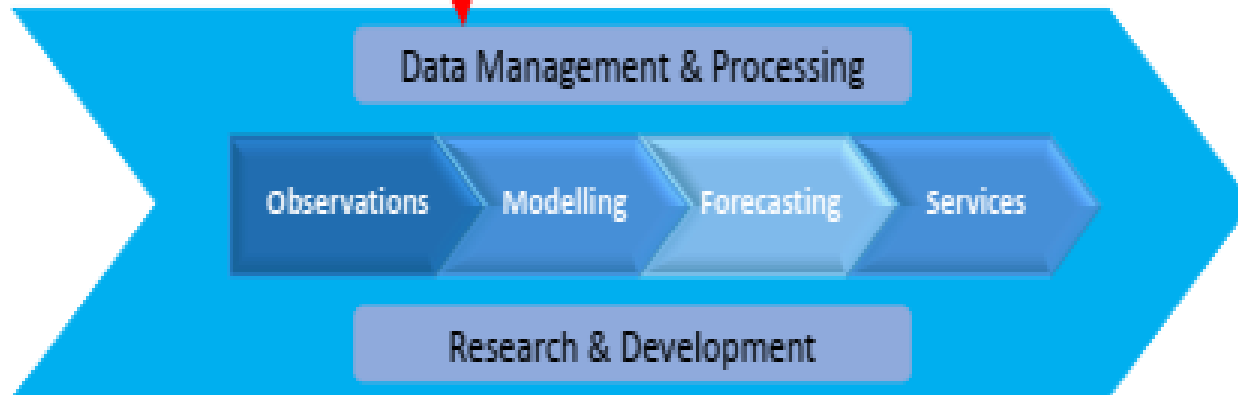 Data Management & Processing
Observations Modelling Forecasting Services
Research & Development